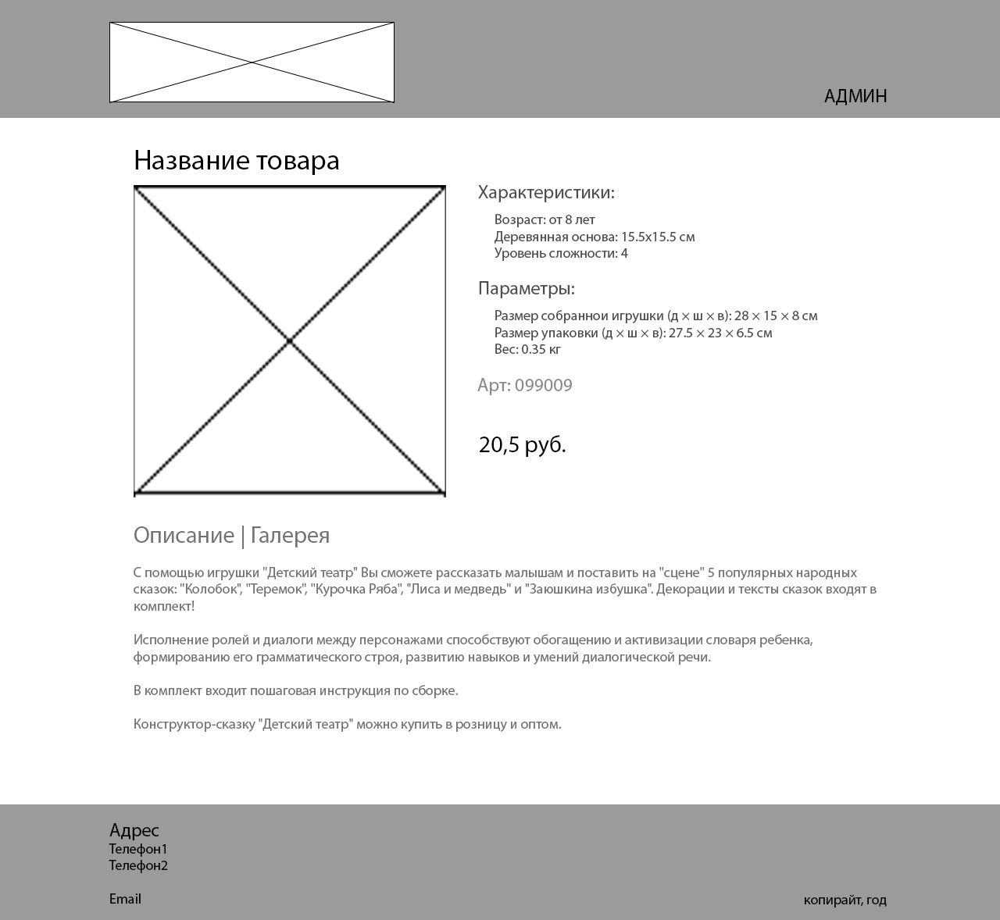 АДМИН
Название товара
Характеристики:
Возраст: от 8 лет
Деревянная основа: 15.5х15.5 см
Уровень сложности: 4
Параметры:
Размер собраннои игрушки (д × ш × в): 28 × 15 × 8 см
Размер упаковки (д × ш × в): 27.5 × 23 × 6.5 см
Вес: 0.35 кг
Арт: 099009
20,5 руб.
Описание | Галерея
С помощью игрушки "Детский театр" Вы сможете рассказать малышам и поставить на "сцене" 5 популярных народных
сказок: "Колобок", "Теремок", "Курочка Ряба", "Лиса и медведь" и "Заюшкина избушка". Декорации и тексты сказок входят в
комплект!
Исполнение ролей и диалоги между персонажами способствуют обогащению и активизации словаря ребенка,
формированию его грамматического строя, развитию навыков и умений диалогической речи.
В комплект входит пошаговая инструкция по сборке.
Конструктор-сказку "Детский театр" можно купить в розницу и оптом.
Адрес
Телефон1
Телефон2
Email
копирайт, год